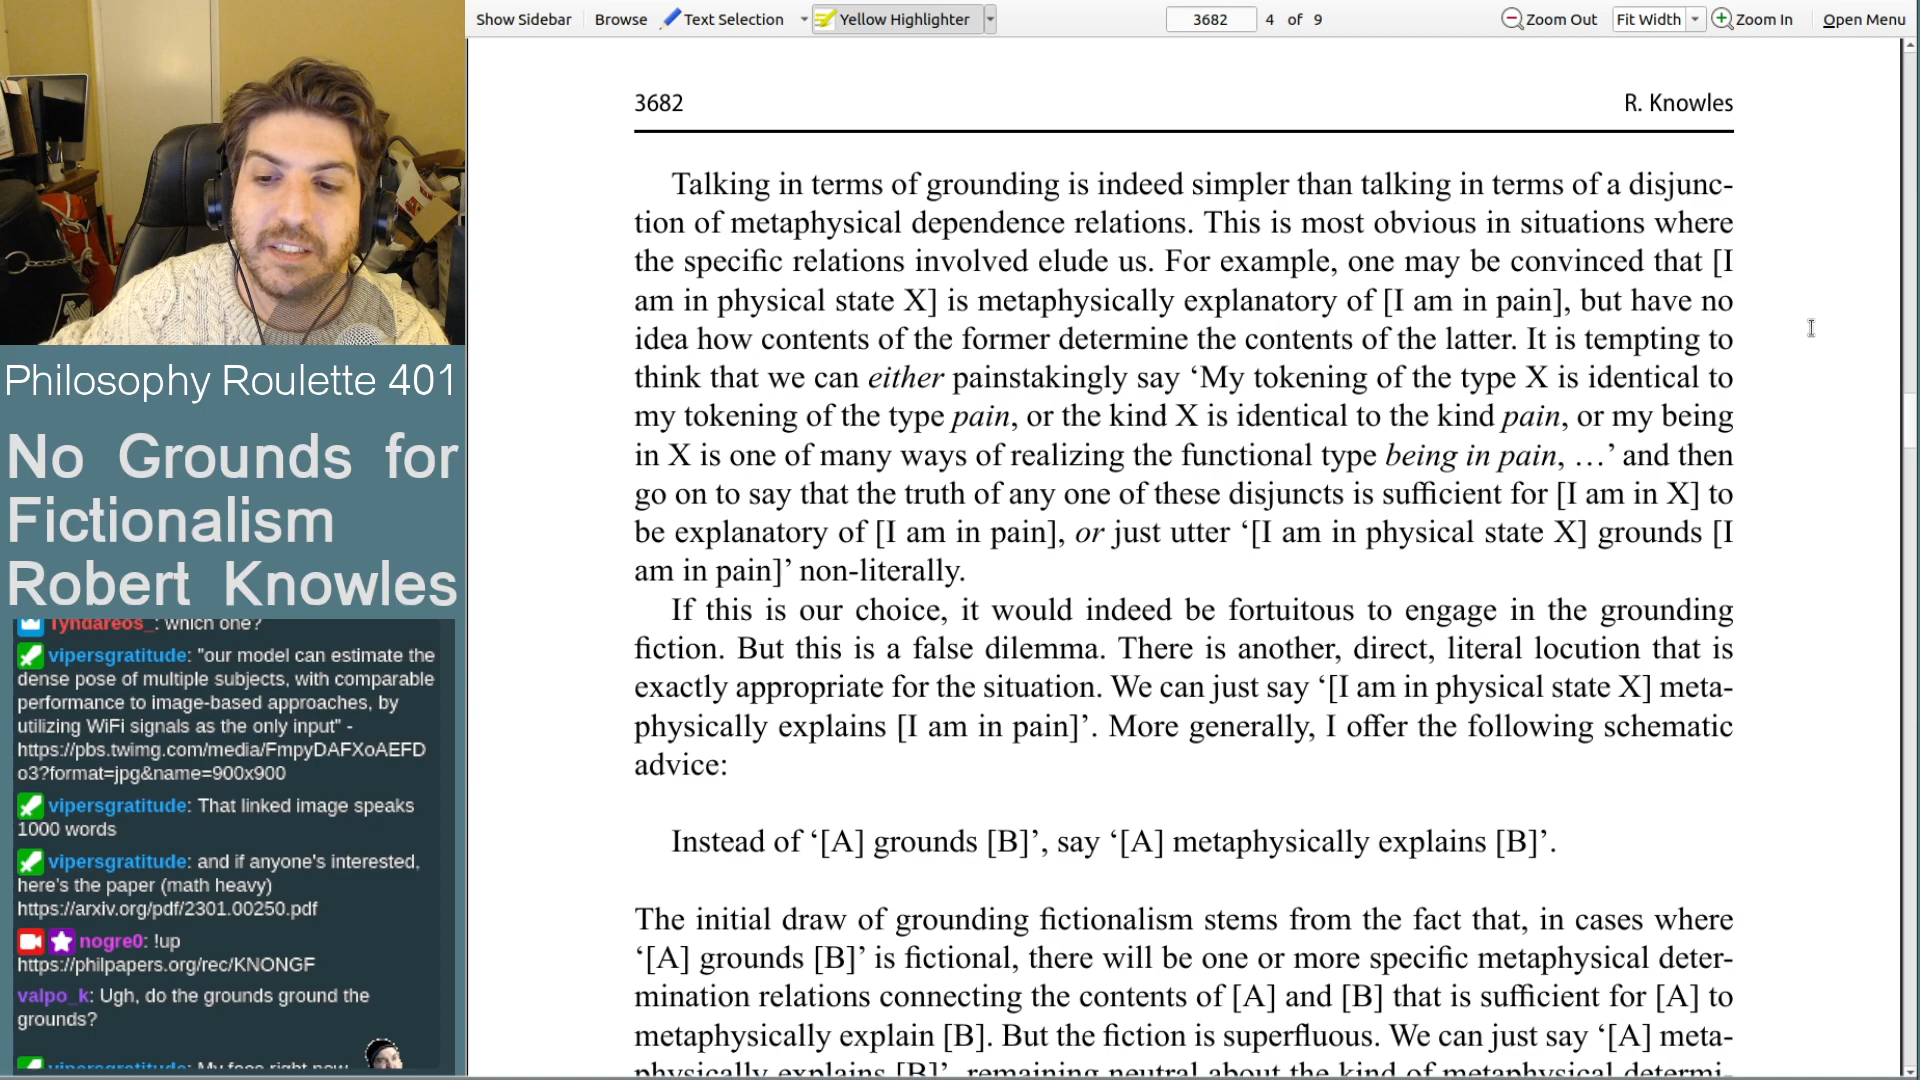 Show Sidebar Browse Text Selection Yellow Highlighter 3682 4 of 9 Zoom Out Fit Width Zoom In Open Menu
3682 R. Knowles
Talking in terms of grounding is indeed simpler than talking in terms of a disjunc-
tion of metaphysical dependence relations. This is most obvious in situations where
the specific relations involved elude us. For example, one may be convinced that [I
am in physical state X] is metaphysically explanatory of [I am in pain], but have no
idea how contents of the former determine the contents of the latter. It is tempting to
think that we can either painstakingly say ‘My tokening of the type X is identical to
my tokening of the type pain, or the kind X is identical to the kind pain, or my being
in X is one of many ways of realizing the functional type being in pain, …’ and then
go on to say that the truth of any one of these disjuncts is sufficient for [I am in X] to
be explanatory of [I am in pain], or just utter ‘[I am in physical state X] grounds [I
am in pain]’ non-literally.
If this is our choice, it would indeed be fortuitous to engage in the grounding
fiction. But this is a false dilemma. There is another, direct, literal locution that is
exactly appropriate for the situation. We can just say ‘[I am in physical state X] meta-
physically explains [I am in pain]’. More generally, I offer the following schematic
advice:
Instead of ‘[A] grounds [B]’, say ‘[A] metaphysically explains [B]’.
The initial draw of grounding fictionalism stems from the fact that, in cases where
‘[A] grounds [B]’ is fictional, there will be one or more specific metaphysical deter-
mination relations connecting the contents of [A] and [B] that is sufficient for [A] to
metaphysically explain [B]. But the fiction is superfluous. We can just say ‘[A] meta-
physically explains [B]’, remaining neutral about the kind of metaphysical determi-
Philosophy Roulette 401
No Grounds for
Fictionalism
Robert Knowles
Tyndareos_: which one?
vipersgratitude: "our model can estimate the
dense pose of multiple subjects, with comparable
performance to image-based approaches, by
utilizing WiFi signals as the only input" -
https://pbs.twimg.com/media/FmpyDAFXoAEFD
o3?format=jpg&name=900x900
vipersgratitude: That linked image speaks
1000 words
vipersgratitude: and if anyone's interested,
here's the paper (math heavy)
https://arxiv.org/pdf/2301.00250.pdf
nogre0: !up
https://philpapers.org/rec/KNONGF
valpo_k: Ugh, do the grounds ground the
grounds?
vipersgratitude: My face right now